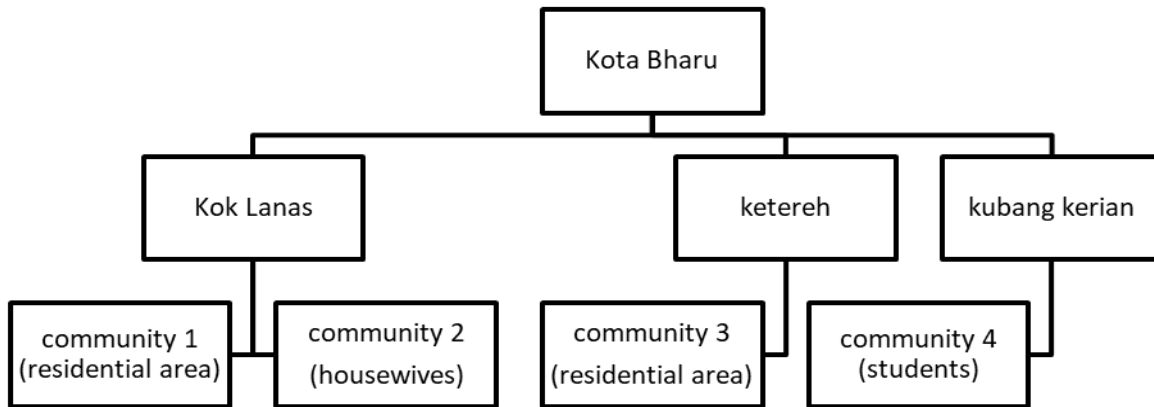 Kota Bharu
Kok Lanas
ketereh
kubang kerian
community 1
(residential area)
community 2
(housewives)
community 3
(residential area)
community 4
(students)